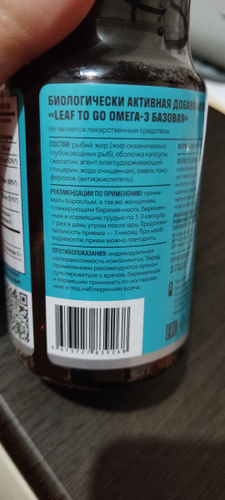 БИОЛОГИЧЕСКИ АКТИВНАЯ ДОБАВКА
«LEAF TO GO ОМЕГА-3 БАЗОВАЯ»
Не является лекарственным средством
СОСТАВ: рыбий жир (жир океанических
глубоководных рыб), оболочка капсулы
(желатин, агент влагоудерживающий
глицерин, вода очищенная), смесь токо-
феролов (антиокислитель).
РЕКОМЕНДАЦИИ ПО ПРИМЕНЕНИЮ: прини-
мать взрослым, а также женщинам,
планирующим беременность, беремен-
ным и кормящим грудью по 1-3 капсулы
1 раз в день утром после еды. Продолжи-
тельность приема — 1 месяц. При необ-
ходимости, прием можно повторить.
ПРОТИВОПОКАЗАНИЯ: индивидуальная
непереносимость компонентов. Перед
применением рекомендуется прокон-
сультироваться с врачом. Беременным
и кормящим принимать по согласова-
нию и под наблюдением врача.